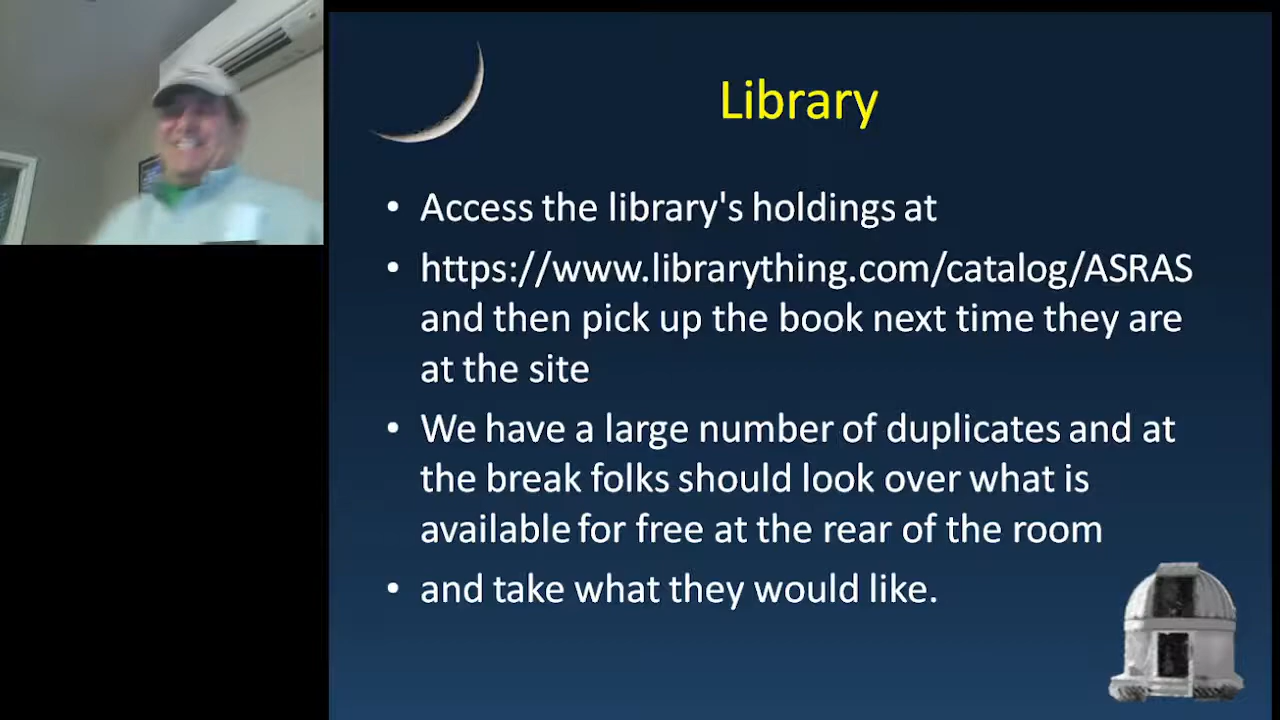 Library
• Access the library's holdings at
• https://www.librarything.com/catalog/ASRAS
and then pick up the book next time they are
at the site
• We have a large number of duplicates and at
the break folks should look over what is
available for free at the rear of the room
• and take what they would like.